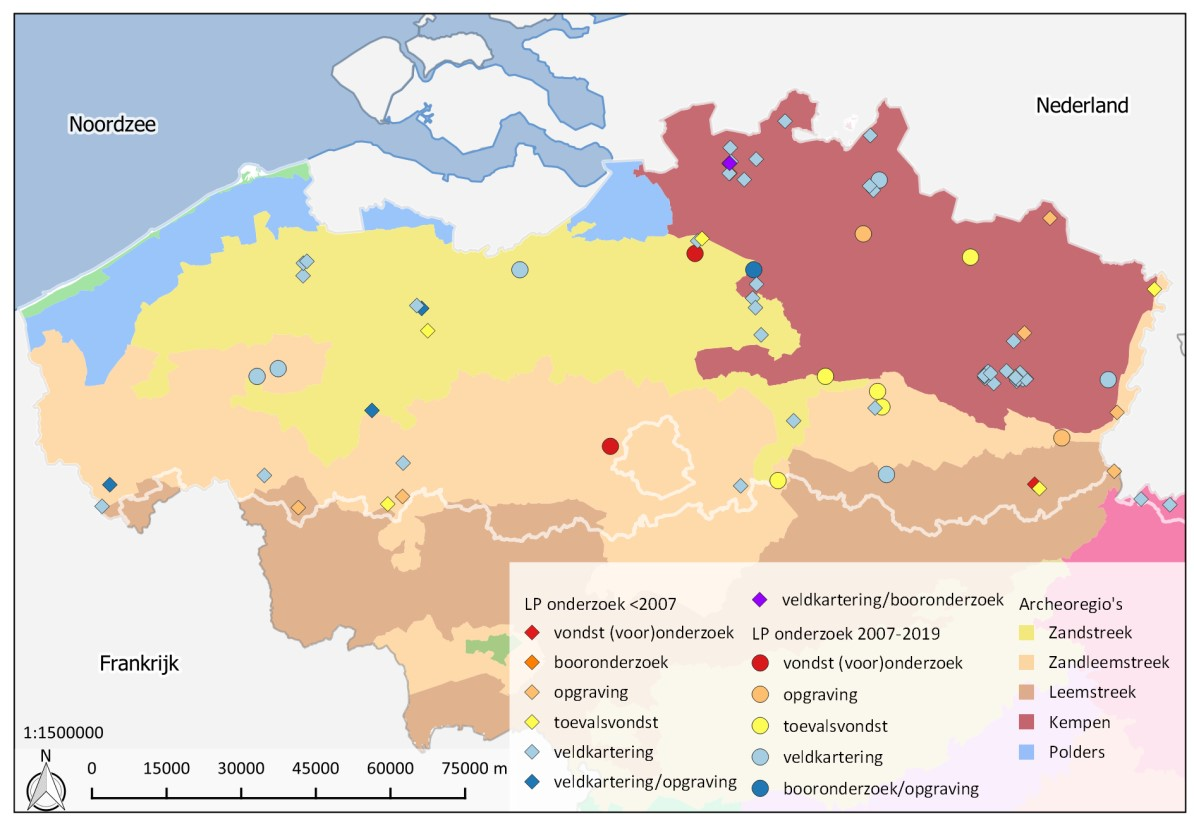 Noordzee
Nederland
Frankrijk
1:1500000
N
0 15000 30000 45000 60000 75000 m
LP onderzoek <2007
vondst (voor)onderzoek
booronderzoek
opgraving
toevalsvondst
veldkartering
veldkartering/opgraving
veldkartering/booronderzoek
LP onderzoek 2007-2019
vondst (voor)onderzoek
opgraving
toevalsvondst
veldkartering
booronderzoek/opgraving
Archeoregio's
Zandstreek
Zandleemstreek
Leemstreek
Kempen
Polders